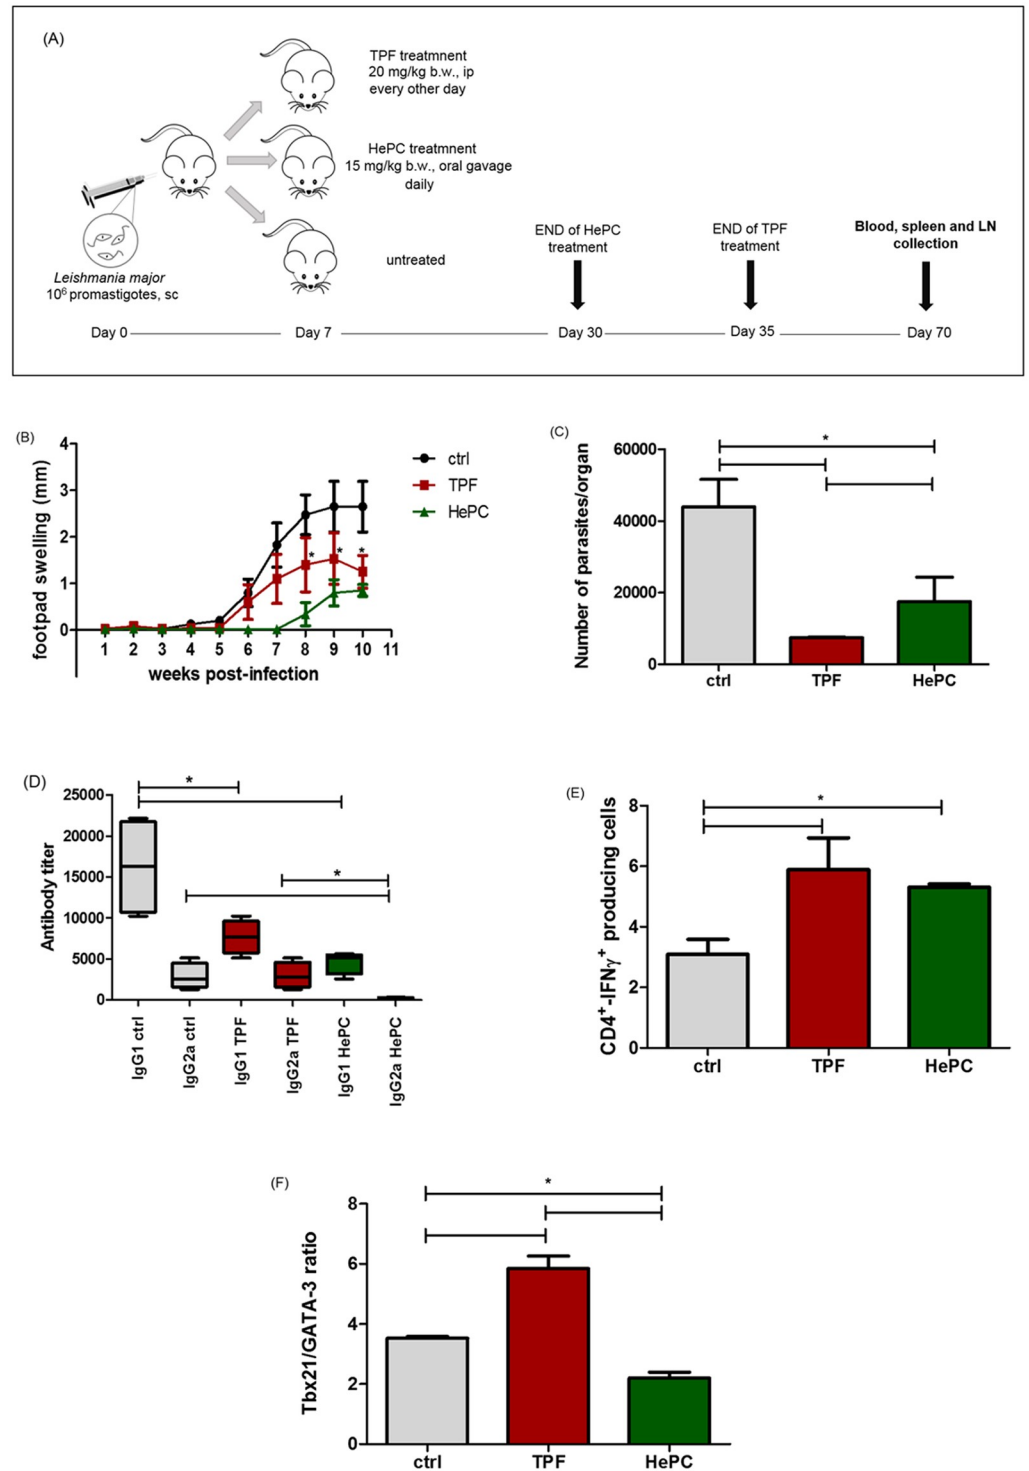 (A)
TPF treatmnent
20 mg/kg b.w., ip
every other day
HePC treatmnent
15 mg/kg b.w., oral gavage
daily
untreated
Leishmania major
10⁶ promastigotes, sc
END of HePC
treatment
END of TPF
treatment
Blood, spleen and LN
collection
Day 0
Day 7
Day 30
Day 35
Day 70
(B)
footpad swelling (mm)
4
3
2
1
0
* * *
1 2 3 4 5 6 7 8 9 10 11
weeks post-infection
ctrl
TPF
HePC
(C)
Number of parasites/organ
60000
40000
20000
0
*
ctrl TPF HePC
(D)
Antibody titer
25000
20000
15000
10000
5000
0
*
*
IgG1 ctrl
IgG2a ctrl
IgG1 TPF
IgG2a TPF
IgG1 HePC
IgG2a HePC
(E)
CD4⁺-IFNγ⁺ producing cells
8
6
4
2
0
*
ctrl TPF HePC
(F)
Tbx21/GATA-3 ratio
8
6
4
2
0
*
ctrl TPF HePC